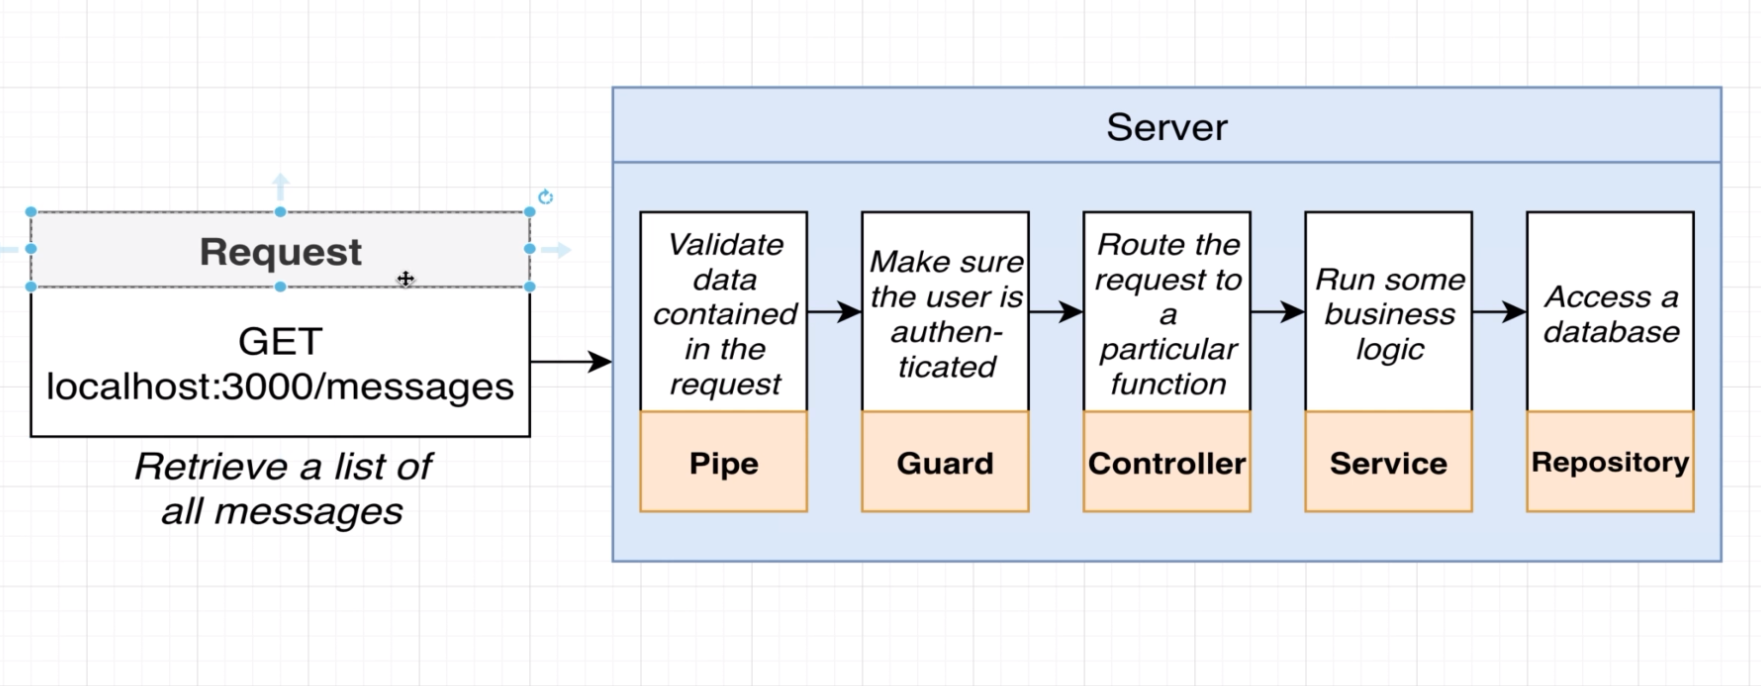 Request
GET
localhost:3000/messages
Retrieve a list of
all messages
Server
Validate
data
contained
in the
request
Pipe
Make sure
the user is
authen-
ticated
Guard
Route the
request to
a
particular
function
Controller
Run some
business
logic
Service
Access a
database
Repository